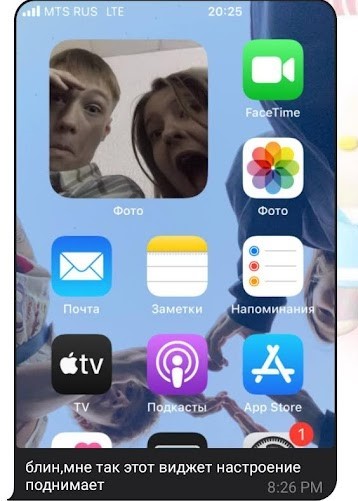 MTS RUS LTE 20:25
FaceTime
Фото Фото
Почта Заметки Напоминания
tv
TV Подкасты App Store
1
блин,мне так этот виджет настроение
поднимает 8:26 PM